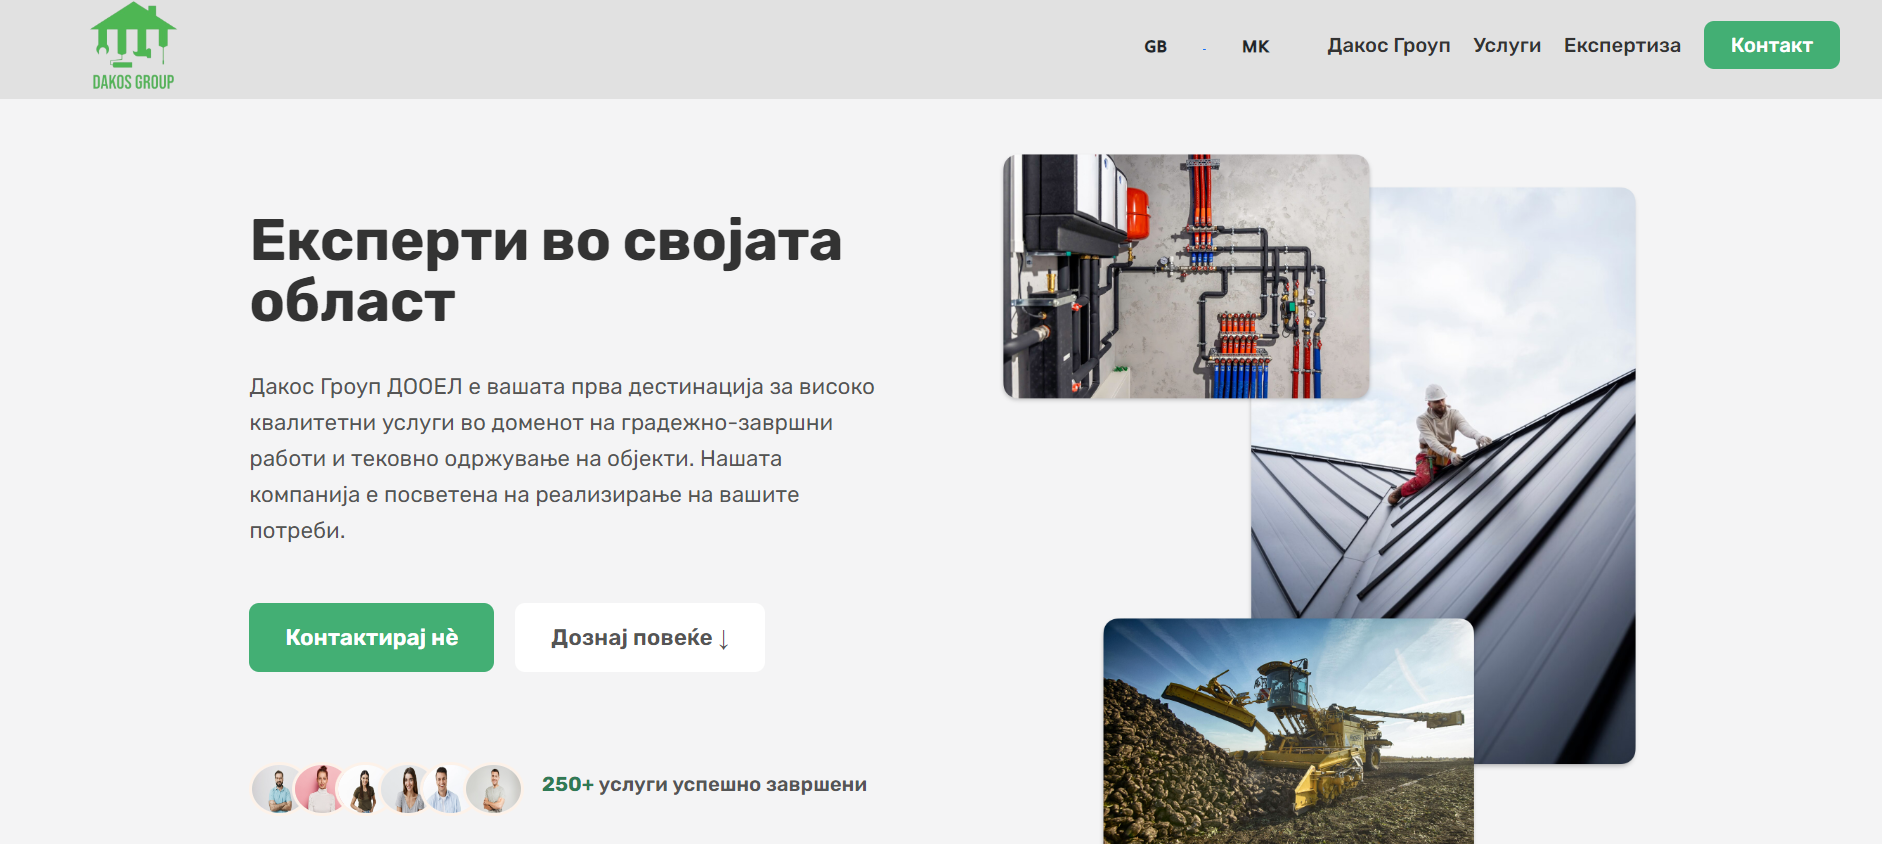 DAKOS GROUP
GB - MK Дакос Гроуп Услуги Експертиза Контакт
Експерти во својата
област
Дакос Гроуп ДООЕЛ е вашата прва дестинација за високо
квалитетни услуги во доменот на градежно-завршни
работи и тековно одржување на објекти. Нашата
компанија е посветена на реализирање на вашите
потреби.
Контактирај нѐ Дознај повеќе ↓
250+ услуги успешно завршени